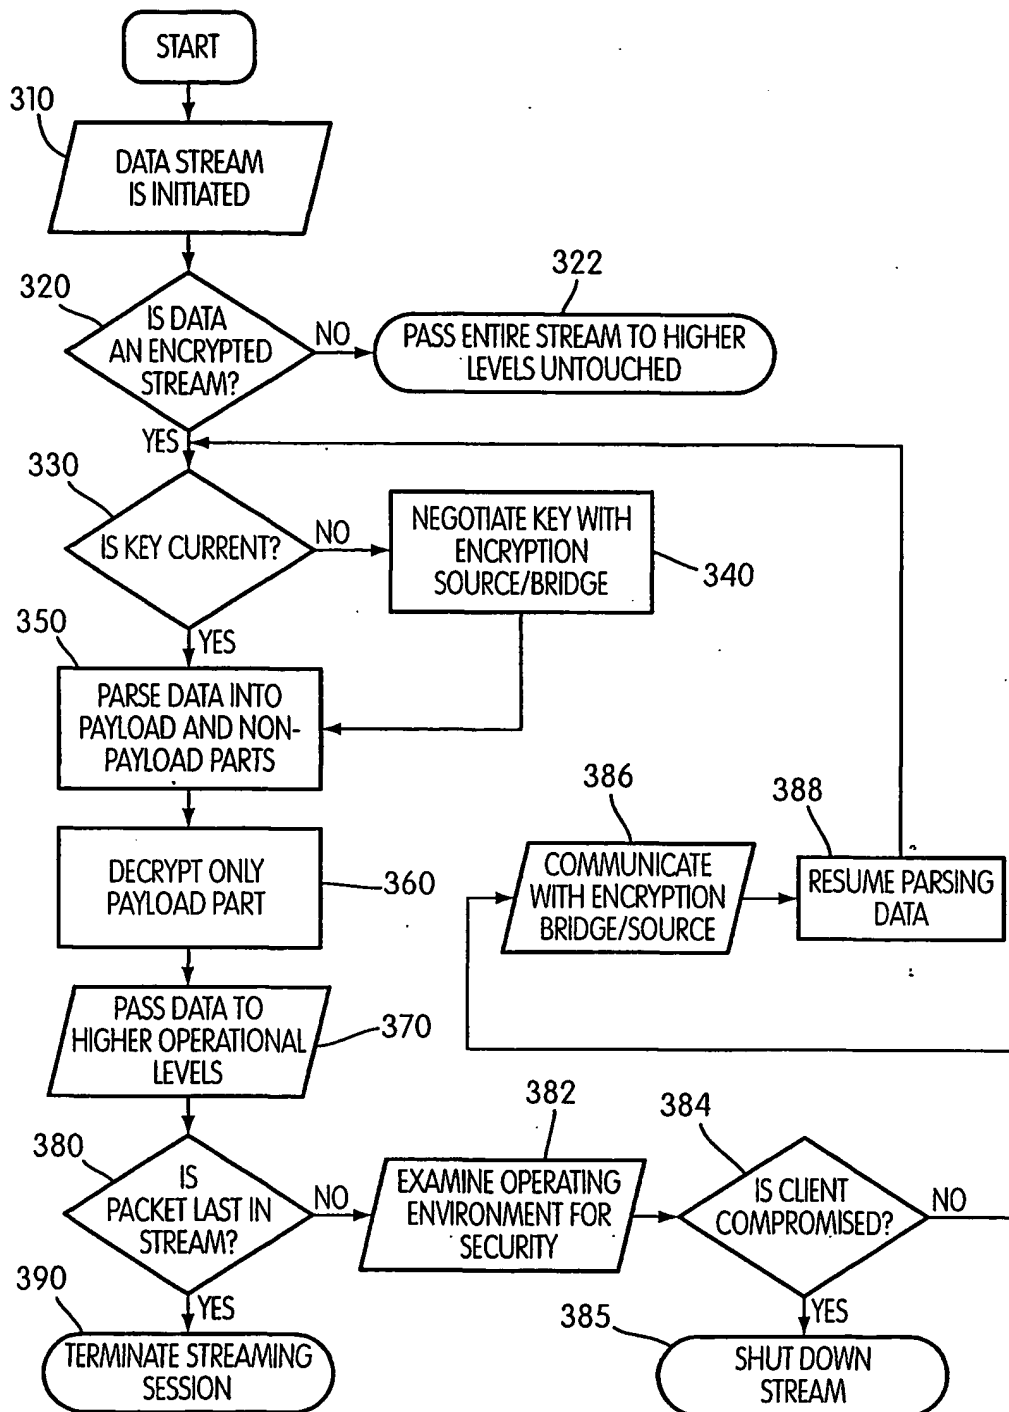 START
310
DATA STREAM
IS INITIATED
320
IS DATA
AN ENCRYPTED
STREAM?
NO
322
PASS ENTIRE STREAM TO HIGHER
LEVELS UNTOUCHED
YES
330
IS KEY CURRENT?
NO
NEGOTIATE KEY WITH
ENCRYPTION
SOURCE/BRIDGE
340
350
YES
PARSE DATA INTO
PAYLOAD AND NON-
PAYLOAD PARTS
386
388
DECRYPT ONLY
PAYLOAD PART
360
COMMUNICATE
WITH ENCRYPTION
BRIDGE/SOURCE
RESUME PARSING
DATA
PASS DATA TO
HIGHER OPERATIONAL
LEVELS
370
380
IS
PACKET LAST IN
STREAM?
NO
382
EXAMINE OPERATING
ENVIRONMENT FOR
SECURITY
384
IS CLIENT
COMPROMISED?
NO
390
YES
TERMINATE STREAMING
SESSION
385
YES
SHUT DOWN
STREAM